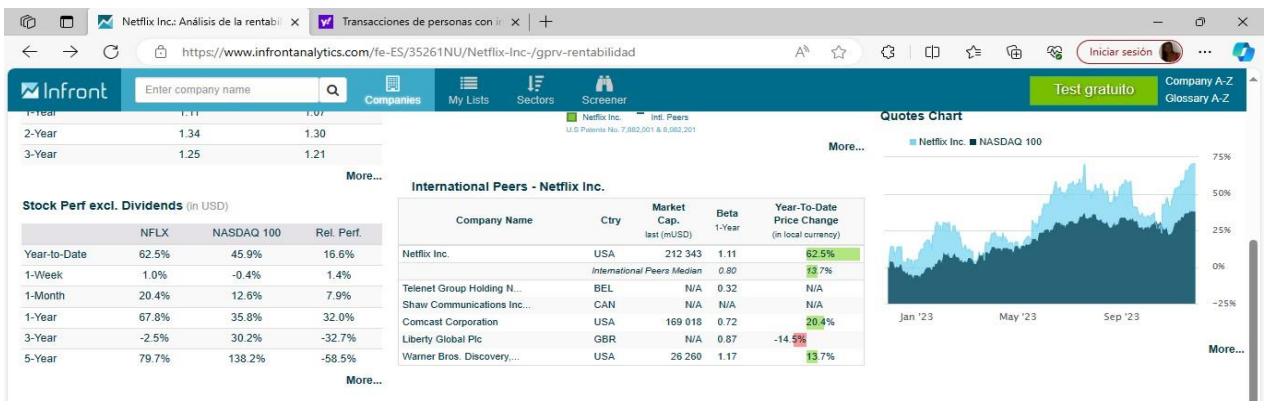 Netflix Inc.: Análisis de la rentabil
Transacciones de personas con in
https://www.infrontanalytics.com/fe-ES/35261NU/Netflix-Inc-/gprv-rentabilidad
Iniciar sesión
Infront
Enter company name
Companies
My Lists
Sectors
Screener
Test gratuito
Company A-Z
Glossary A-Z
1-Year 1.11 1.07
2-Year 1.34 1.30
3-Year 1.25 1.21
More...
Stock Perf excl. Dividends (in USD)
NFLX NASDAQ 100 Rel. Perf.
Year-to-Date 62.5% 45.9% 16.6%
1-Week 1.0% -0.4% 1.4%
1-Month 20.4% 12.6% 7.9%
1-Year 67.8% 35.8% 32.0%
3-Year -2.5% 30.2% -32.7%
5-Year 79.7% 138.2% -58.5%
More...
Netflix Inc. Intl. Peers
U.S Patents No. 7,882,001 & 8,082,201
More...
International Peers - Netflix Inc.
Company Name Ctry Market Cap. last (mUSD) Beta 1-Year Year-To-Date Price Change (in local currency)
Netflix Inc. USA 212 343 1.11 62.5%
International Peers Median 0.80 13.7%
Telenet Group Holding N... BEL N/A 0.32 N/A
Shaw Communications Inc... CAN N/A N/A N/A
Comcast Corporation USA 169 018 0.72 20.4%
Liberty Global Plc GBR N/A 0.87 -14.5%
Warner Bros. Discovery,... USA 26 260 1.17 13.7%
Quotes Chart
Netflix Inc. NASDAQ 100
75%
50%
25%
0%
-25%
Jan '23 May '23 Sep '23
More...